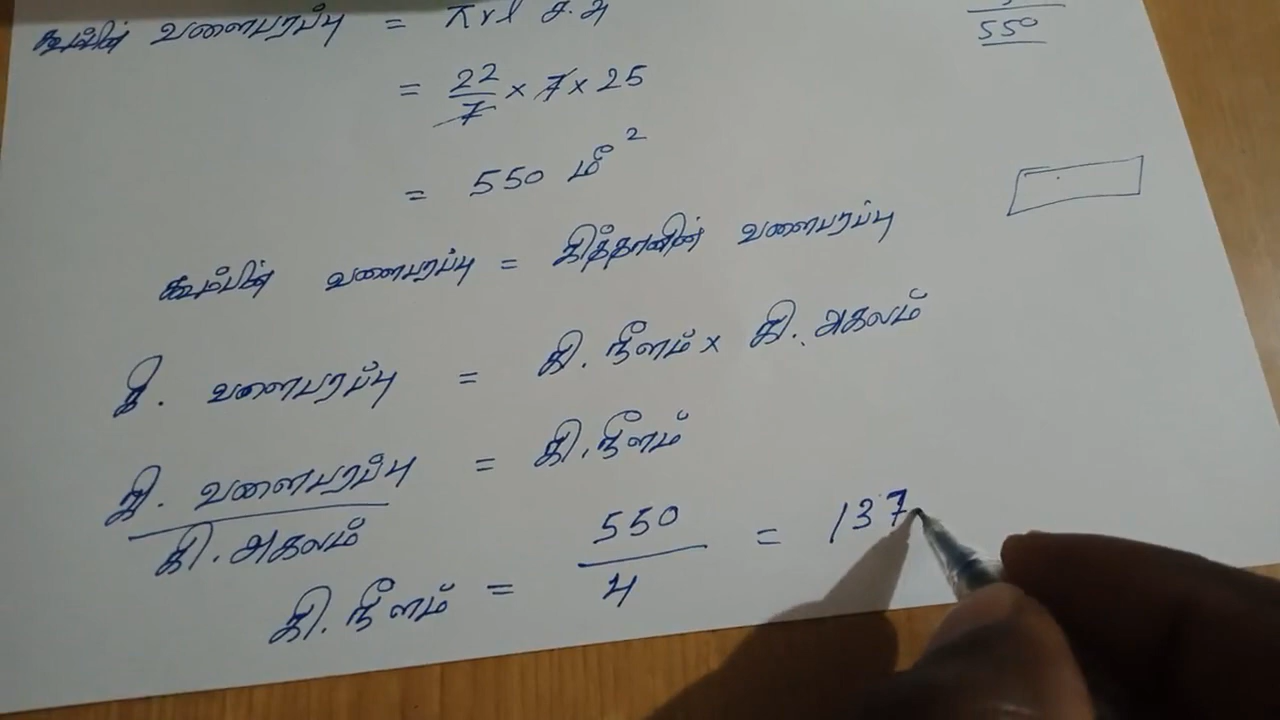 கூம்பின் வளைபரப்பு = πrl ச.அ
= 22/7 × 7 × 25
550
= 550 மீ²
கூம்பின் வளைபரப்பு = கித்தானின் வளைபரப்பு
கி. வளைபரப்பு = கி. நீளம் × கி. அகலம்
கி. வளைபரப்பு / கி. அகலம் = கி. நீளம்
கி. நீளம் = 550/4 = 137